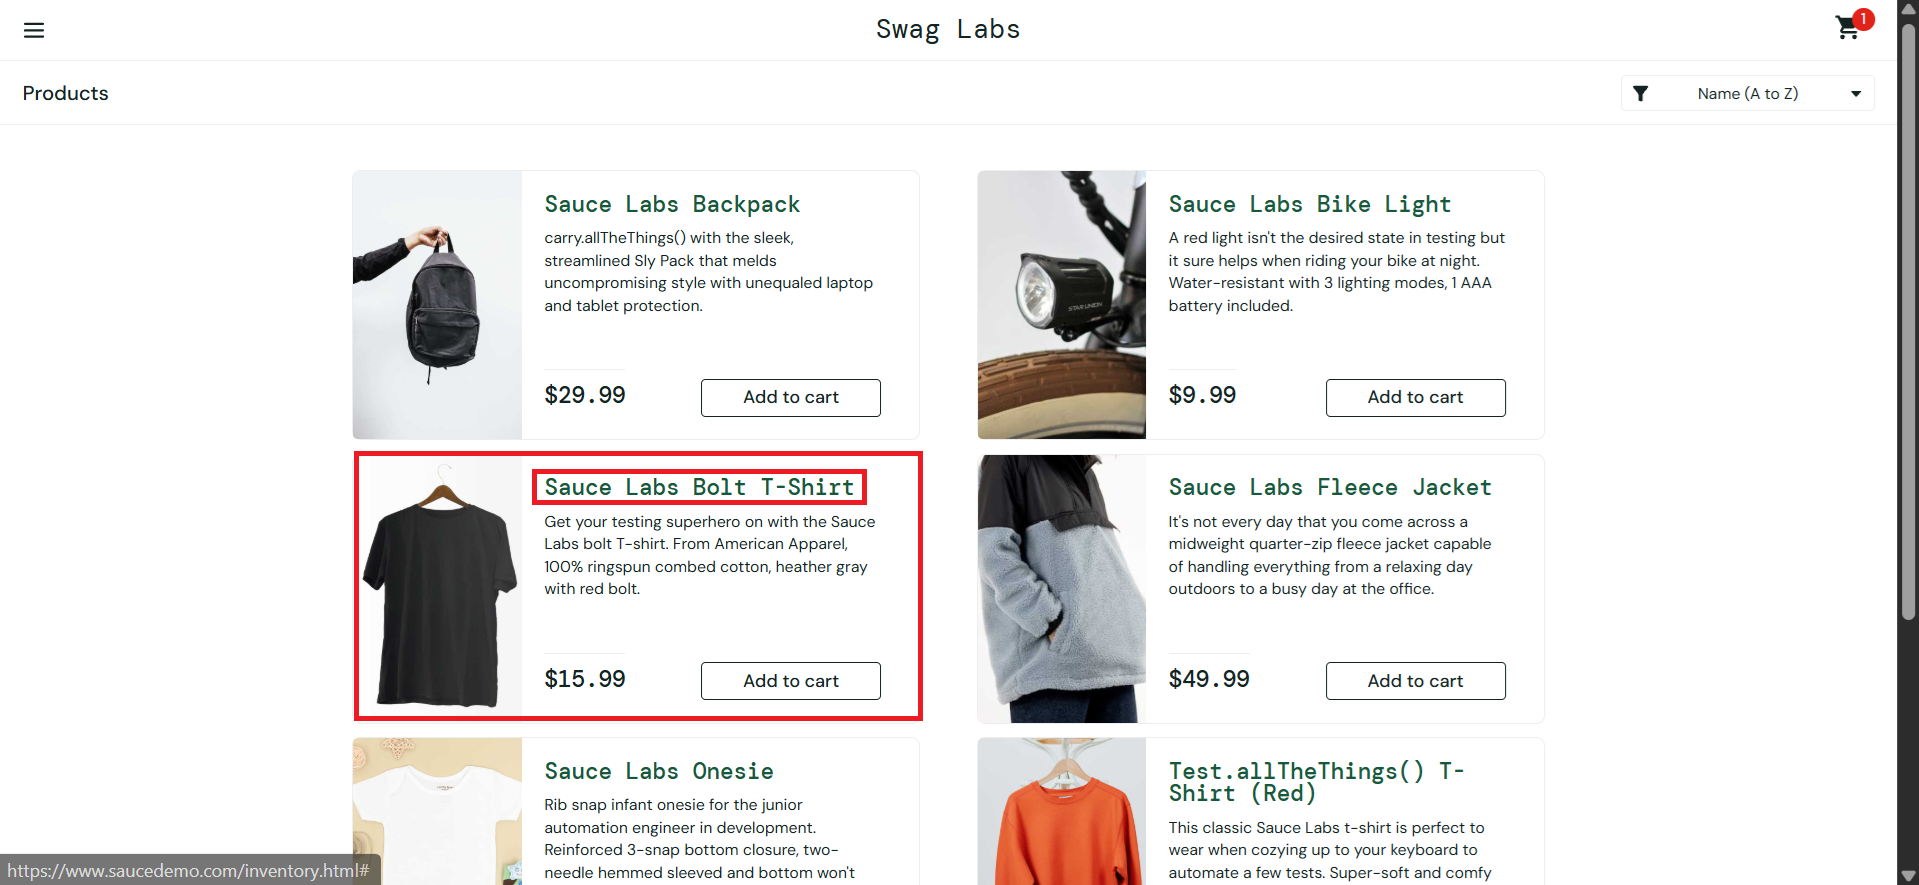 Swag Labs
1
Products
Name (A to Z)
Sauce Labs Backpack
carry.allTheThings() with the sleek,
streamlined Sly Pack that melds
uncompromising style with unequaled laptop
and tablet protection.
$29.99
Add to cart
Sauce Labs Bike Light
A red light isn't the desired state in testing but
it sure helps when riding your bike at night.
Water-resistant with 3 lighting modes, 1 AAA
battery included.
STAR UNION
$9.99
Add to cart
Sauce Labs Bolt T-Shirt
Get your testing superhero on with the Sauce
Labs bolt T-shirt. From American Apparel,
100% ringspun combed cotton, heather gray
with red bolt.
$15.99
Add to cart
Sauce Labs Fleece Jacket
It's not every day that you come across a
midweight quarter-zip fleece jacket capable
of handling everything from a relaxing day
outdoors to a busy day at the office.
$49.99
Add to cart
Sauce Labs Onesie
Rib snap infant onesie for the junior
automation engineer in development.
Reinforced 3-snap bottom closure, two-
needle hemmed sleeved and bottom won't
Test.allTheThings() T-
Shirt (Red)
This classic Sauce Labs t-shirt is perfect to
wear when cozying up to your keyboard to
automate a few tests. Super-soft and comfy
https://www.saucedemo.com/inventory.html#